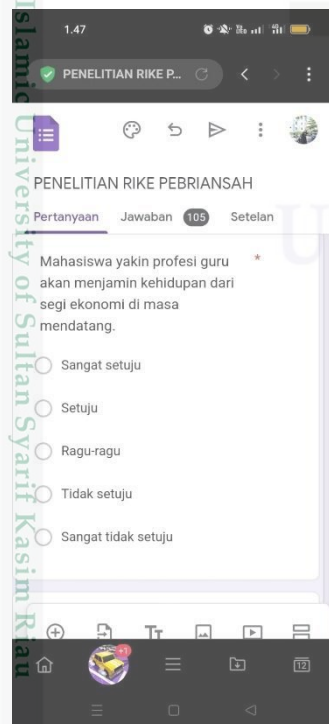 1.47
PENELITIAN RIKE P...
PENELITIAN RIKE PEBRIANSAH
Pertanyaan Jawaban 105 Setelan
Mahasiswa yakin profesi guru *
akan menjamin kehidupan dari
segi ekonomi di masa
mendatang.
Sangat setuju
Setuju
Ragu-ragu
Tidak setuju
Sangat tidak setuju
Tт
+1
12
Islamic University of Sultan Syarif Kasim Riau
U